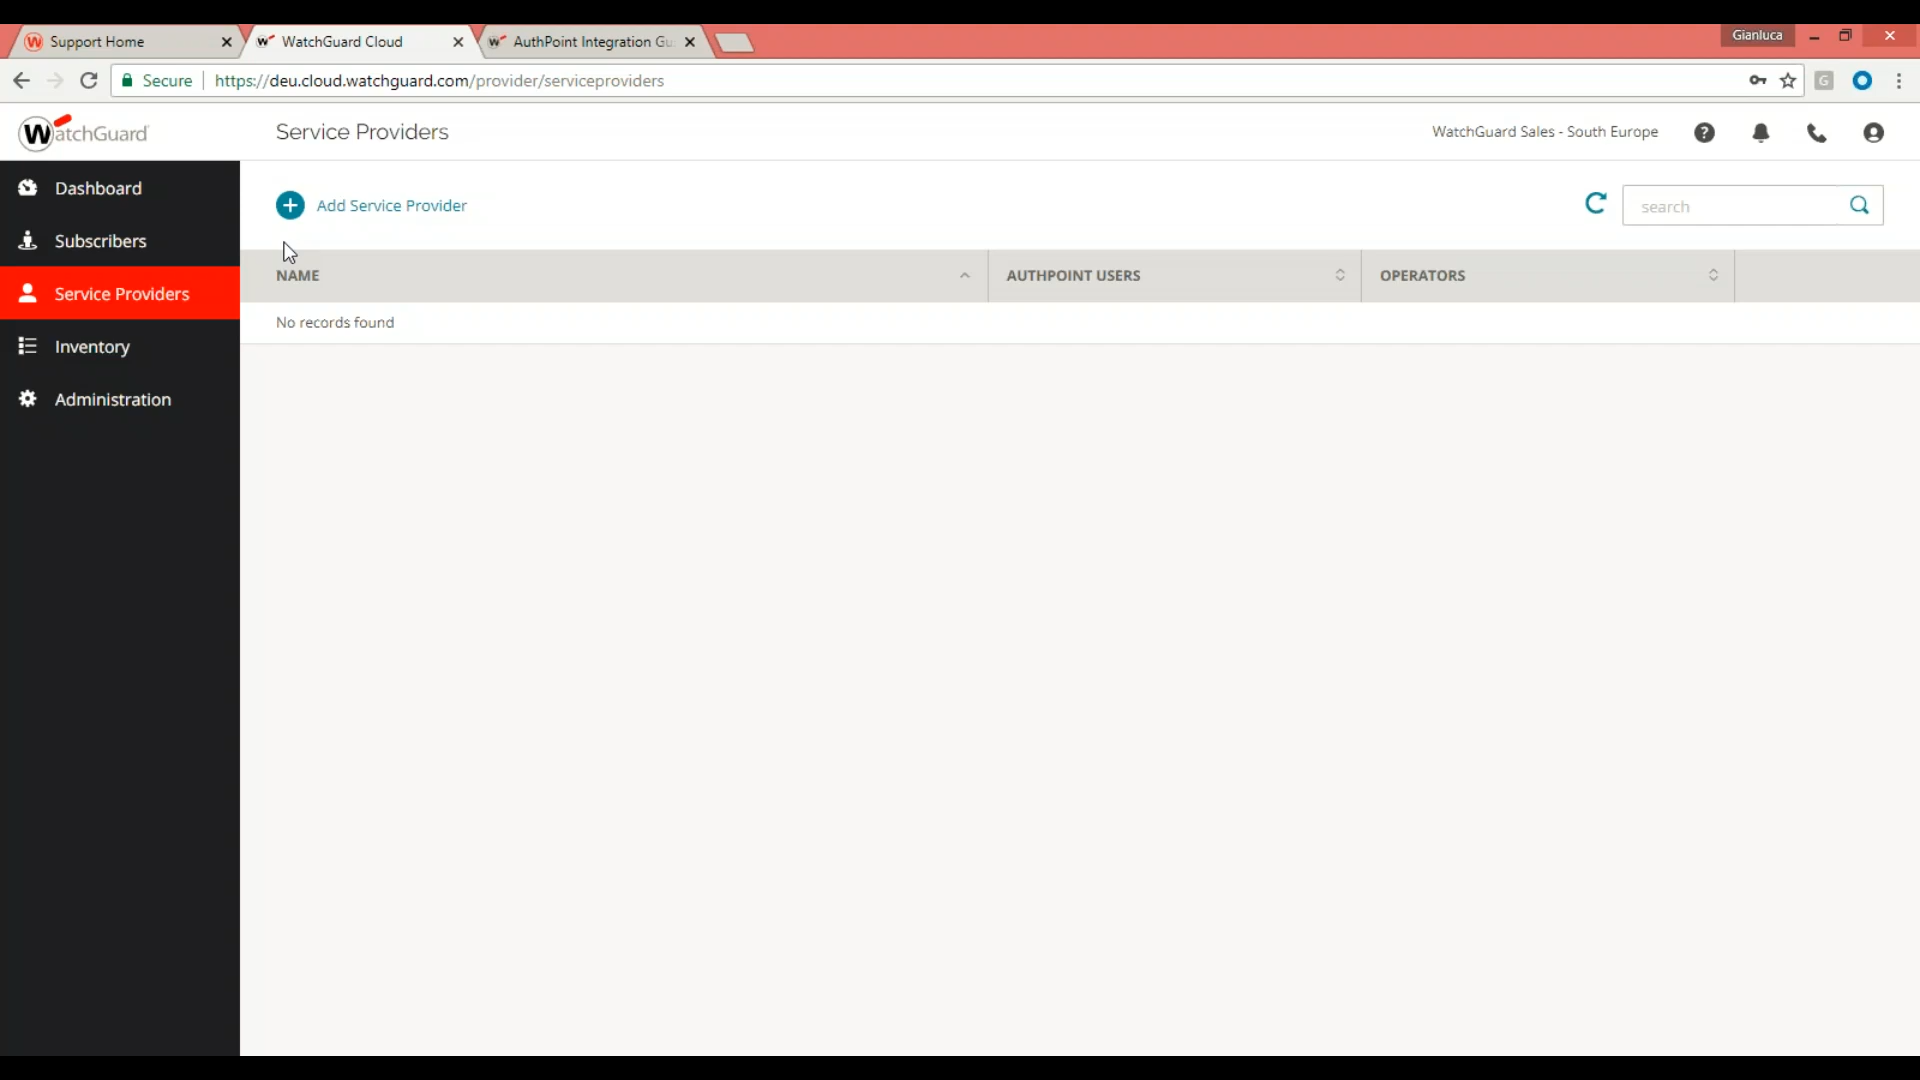 Support Home
WatchGuard Cloud
AuthPoint Integration Gu
Gianluca
Secure
https://deu.cloud.watchguard.com/provider/serviceproviders
G
WatchGuard
Service Providers
WatchGuard Sales - South Europe
Dashboard
Subscribers
Service Providers
Inventory
Administration
Add Service Provider
search
NAME
AUTHPOINT USERS
OPERATORS
No records found